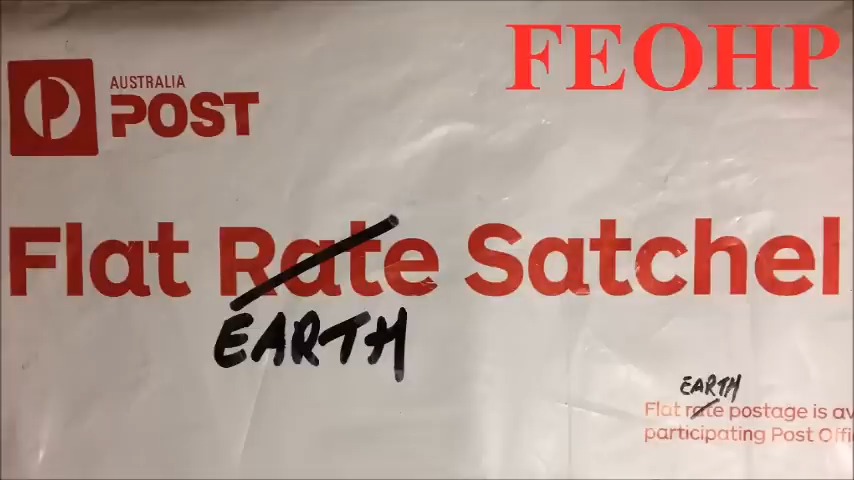 FEOHP
AUSTRALIA
POST
Flat Rate Satchel
EARTH
EARTH
Flat rate postage is av
participating Post Offi